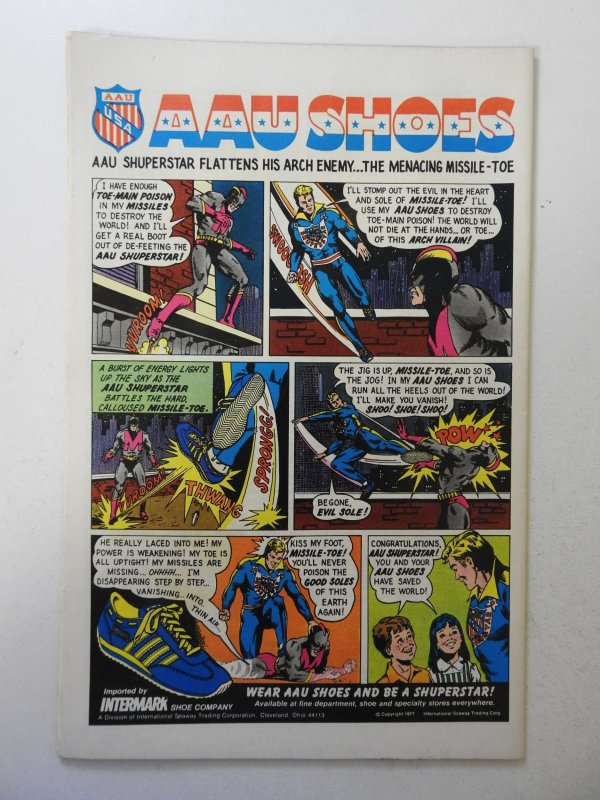 AAU
USA
AAU SHOES
AAU SHUPERSTAR FLATTENS HIS ARCH ENEMY...THE MENACING MISSILE-TOE
I HAVE ENOUGH
TOE-MAIN POISON
IN MY MISSILES
TO DESTROY THE
WORLD! AND I'LL
GET A REAL BOOT
OUT OF DE-FEETING THE
AAU SHUPERSTAR!
VUROOM!
I'LL STOMP OUT THE EVIL IN THE HEART
AND SOLE OF MISSILE-TOE! I'LL
USE MY AAU SHOES TO DESTROY
TOE-MAIN POISON! THE WORLD WILL
NOT DIE AT THE HANDS... OR TOE...
OF THIS ARCH VILLAIN!
SWOOOSH
A BURST OF ENERGY LIGHTS
UP THE SKY AS THE
AAU SHUPERSTAR
BATTLES THE HARD,
CALLOUSED MISSILE-TOE.
M
VUROOM!
THWANG
SPRONGG!
THE JIG IS UP, MISSILE-TOE, AND SO IS
THE JOG! IN MY AAU SHOES I CAN
RUN ALL THE HEELS OUT OF THE WORLD!
I'LL MAKE YOU VANISH!
SHOO! SHOE! SHOO!
POW
BEGONE,
EVIL SOLE!
HE REALLY LACED INTO ME! MY
POWER IS WEAKENING! MY TOE IS
ALL UPTIGHT! MY MISSILES ARE
MISSING... OHHHH... I'M
DISAPPEARING STEP BY STEP...
VANISHING...INTO...
THIN AIR...
KISS MY FOOT,
MISSILE-TOE!
YOU'LL NEVER
POISON THE
GOOD SOLES
OF THIS
EARTH
AGAIN!
CONGRATULATIONS,
AAU SHUPERSTAR!
YOU AND YOUR
AAU SHOES
HAVE SAVED
THE WORLD!
WEAR AAU SHOES AND BE A SHUPERSTAR!
Available at fine department, shoe and specialty stores everywhere.
Imported by
INTERMARK SHOE COMPANY
A Division of International Seaway Trading Corporation, Cleveland, Ohio 44113
© Copyright 1977 International Seaway Trading Corp.